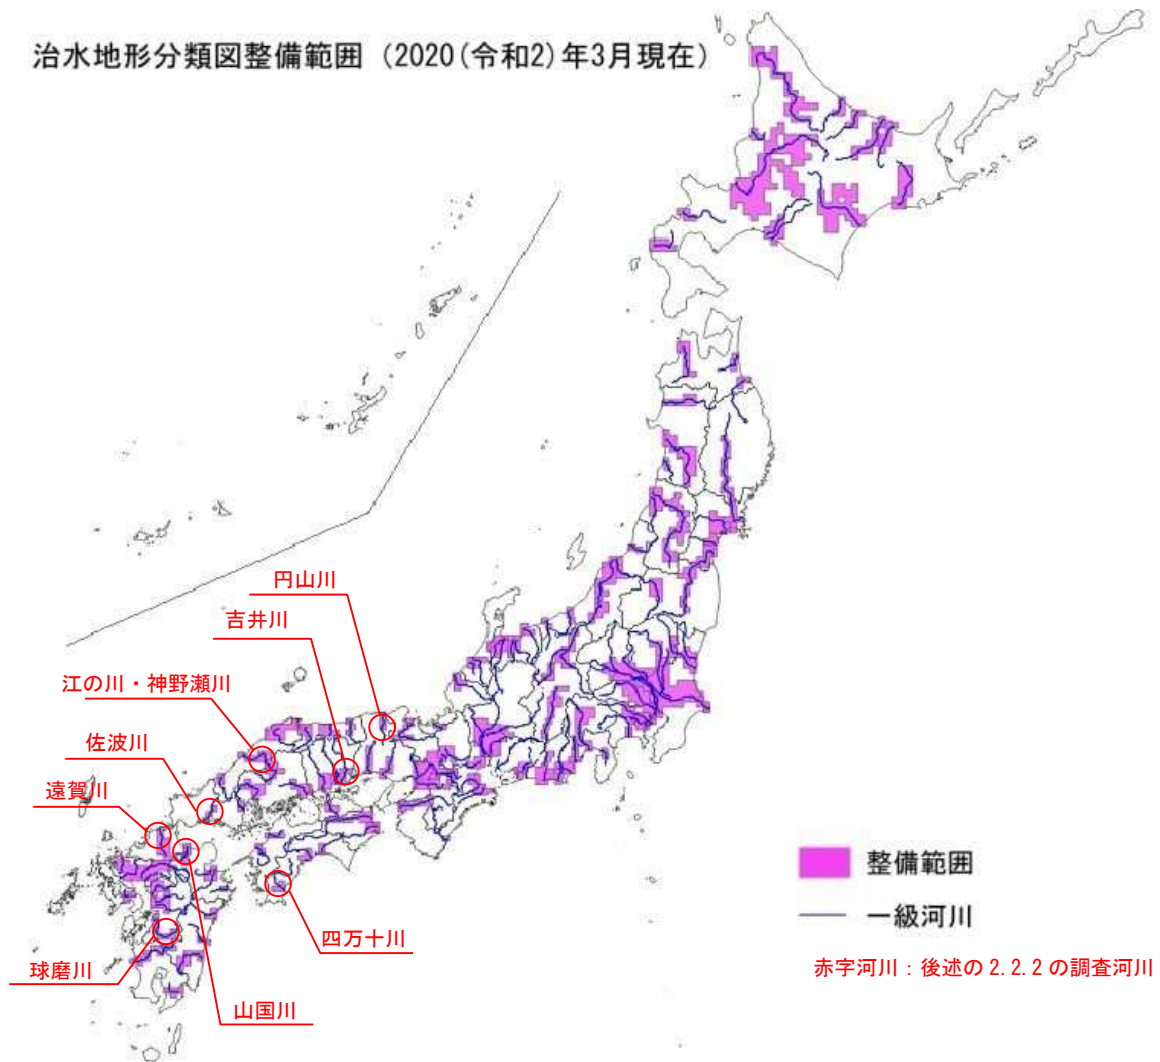 治水地形分類図整備範囲 (2020(令和2)年3月現在)
円山川
吉井川
江の川・神野瀬川
佐波川
遠賀川
整備範囲
一級河川
四万十川
赤字河川：後述の 2.2.2 の調査河川
球磨川
山国川